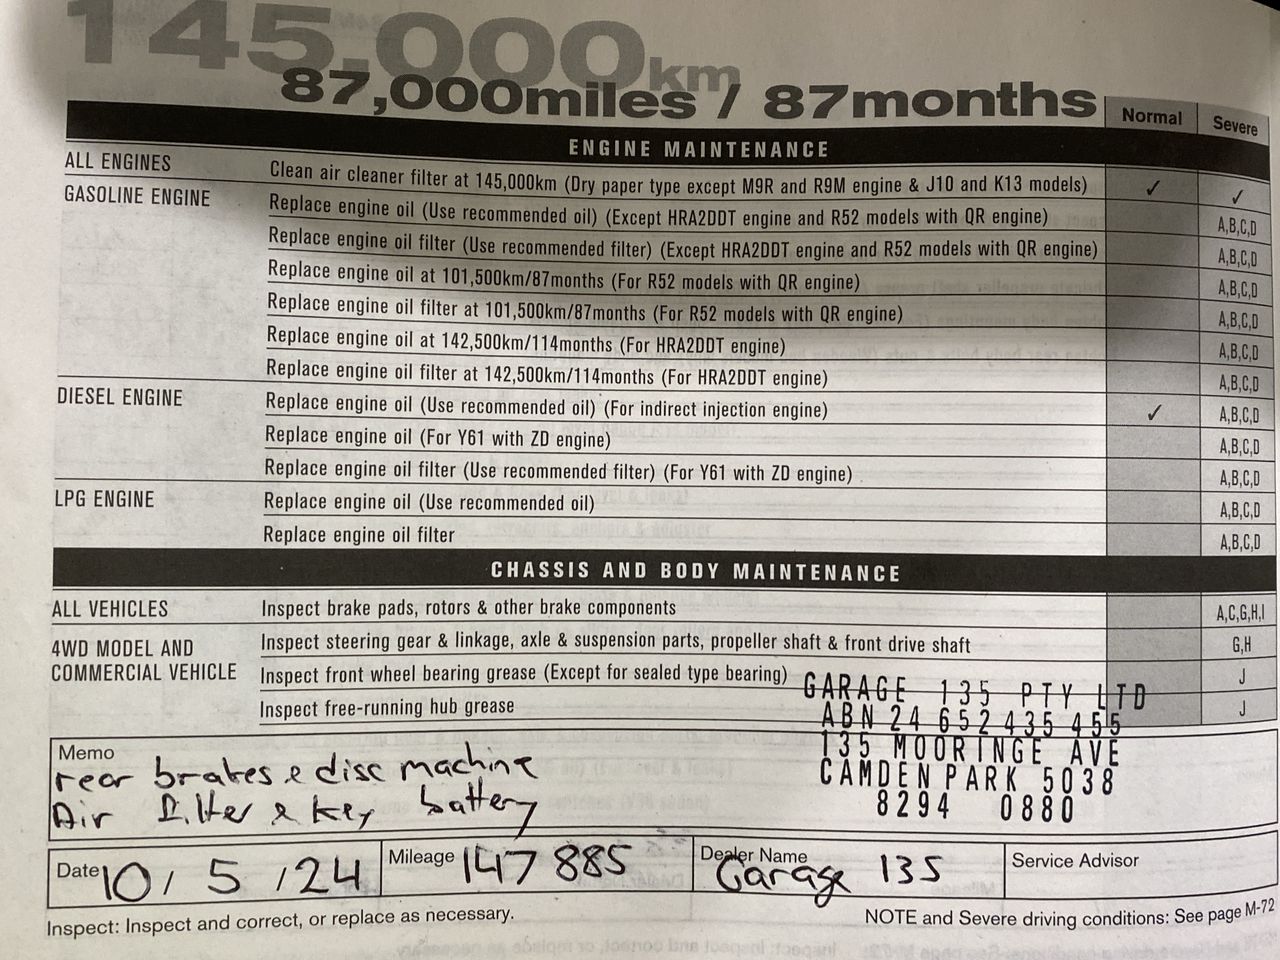 145,000km
87,000miles / 87months
Normal
Severe
ENGINE MAINTENANCE
ALL ENGINES Clean air cleaner filter at 145,000km (Dry paper type except M9R and R9M engine & J10 and K13 models) ✓ ✓
GASOLINE ENGINE Replace engine oil (Use recommended oil) (Except HRA2DDT engine and R52 models with QR engine) A,B,C,D
Replace engine oil filter (Use recommended filter) (Except HRA2DDT engine and R52 models with QR engine) A,B,C,D
Replace engine oil at 101,500km/87months (For R52 models with QR engine) A,B,C,D
Replace engine oil filter at 101,500km/87months (For R52 models with QR engine) A,B,C,D
Replace engine oil at 142,500km/114months (For HRA2DDT engine) A,B,C,D
Replace engine oil filter at 142,500km/114months (For HRA2DDT engine) A,B,C,D
DIESEL ENGINE Replace engine oil (Use recommended oil) (For indirect injection engine) ✓ A,B,C,D
Replace engine oil (For Y61 with ZD engine) A,B,C,D
Replace engine oil filter (Use recommended filter) (For Y61 with ZD engine) A,B,C,D
LPG ENGINE Replace engine oil (Use recommended oil) A,B,C,D
Replace engine oil filter A,B,C,D
CHASSIS AND BODY MAINTENANCE
ALL VEHICLES Inspect brake pads, rotors & other brake components A,C,G,H,I
4WD MODEL AND COMMERCIAL VEHICLE Inspect steering gear & linkage, axle & suspension parts, propeller shaft & front drive shaft G,H
Inspect front wheel bearing grease (Except for sealed type bearing) J
Inspect free-running hub grease J
GARAGE 135 PTY LTD
ABN 24 652 435 455
135 MOORINGE AVE
CAMDEN PARK 5038
8294 0880
Memo
rear brakes & disc machine
Air filter & key battery
Date 10 / 5 / 24
Mileage 147 885
Dealer Name Garage 135
Service Advisor
Inspect: Inspect and correct, or replace as necessary.
NOTE and Severe driving conditions: See page M-72